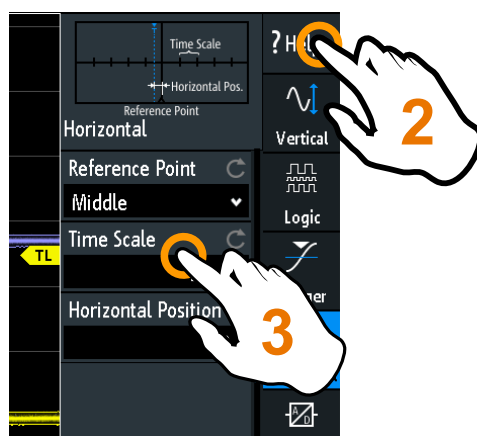 Time Scale
Horizontal Pos.
Reference Point
Horizontal
Reference Point
Middle
Time Scale
Horizontal Position
TL
?
Vertical
Logic
A
D
2
3